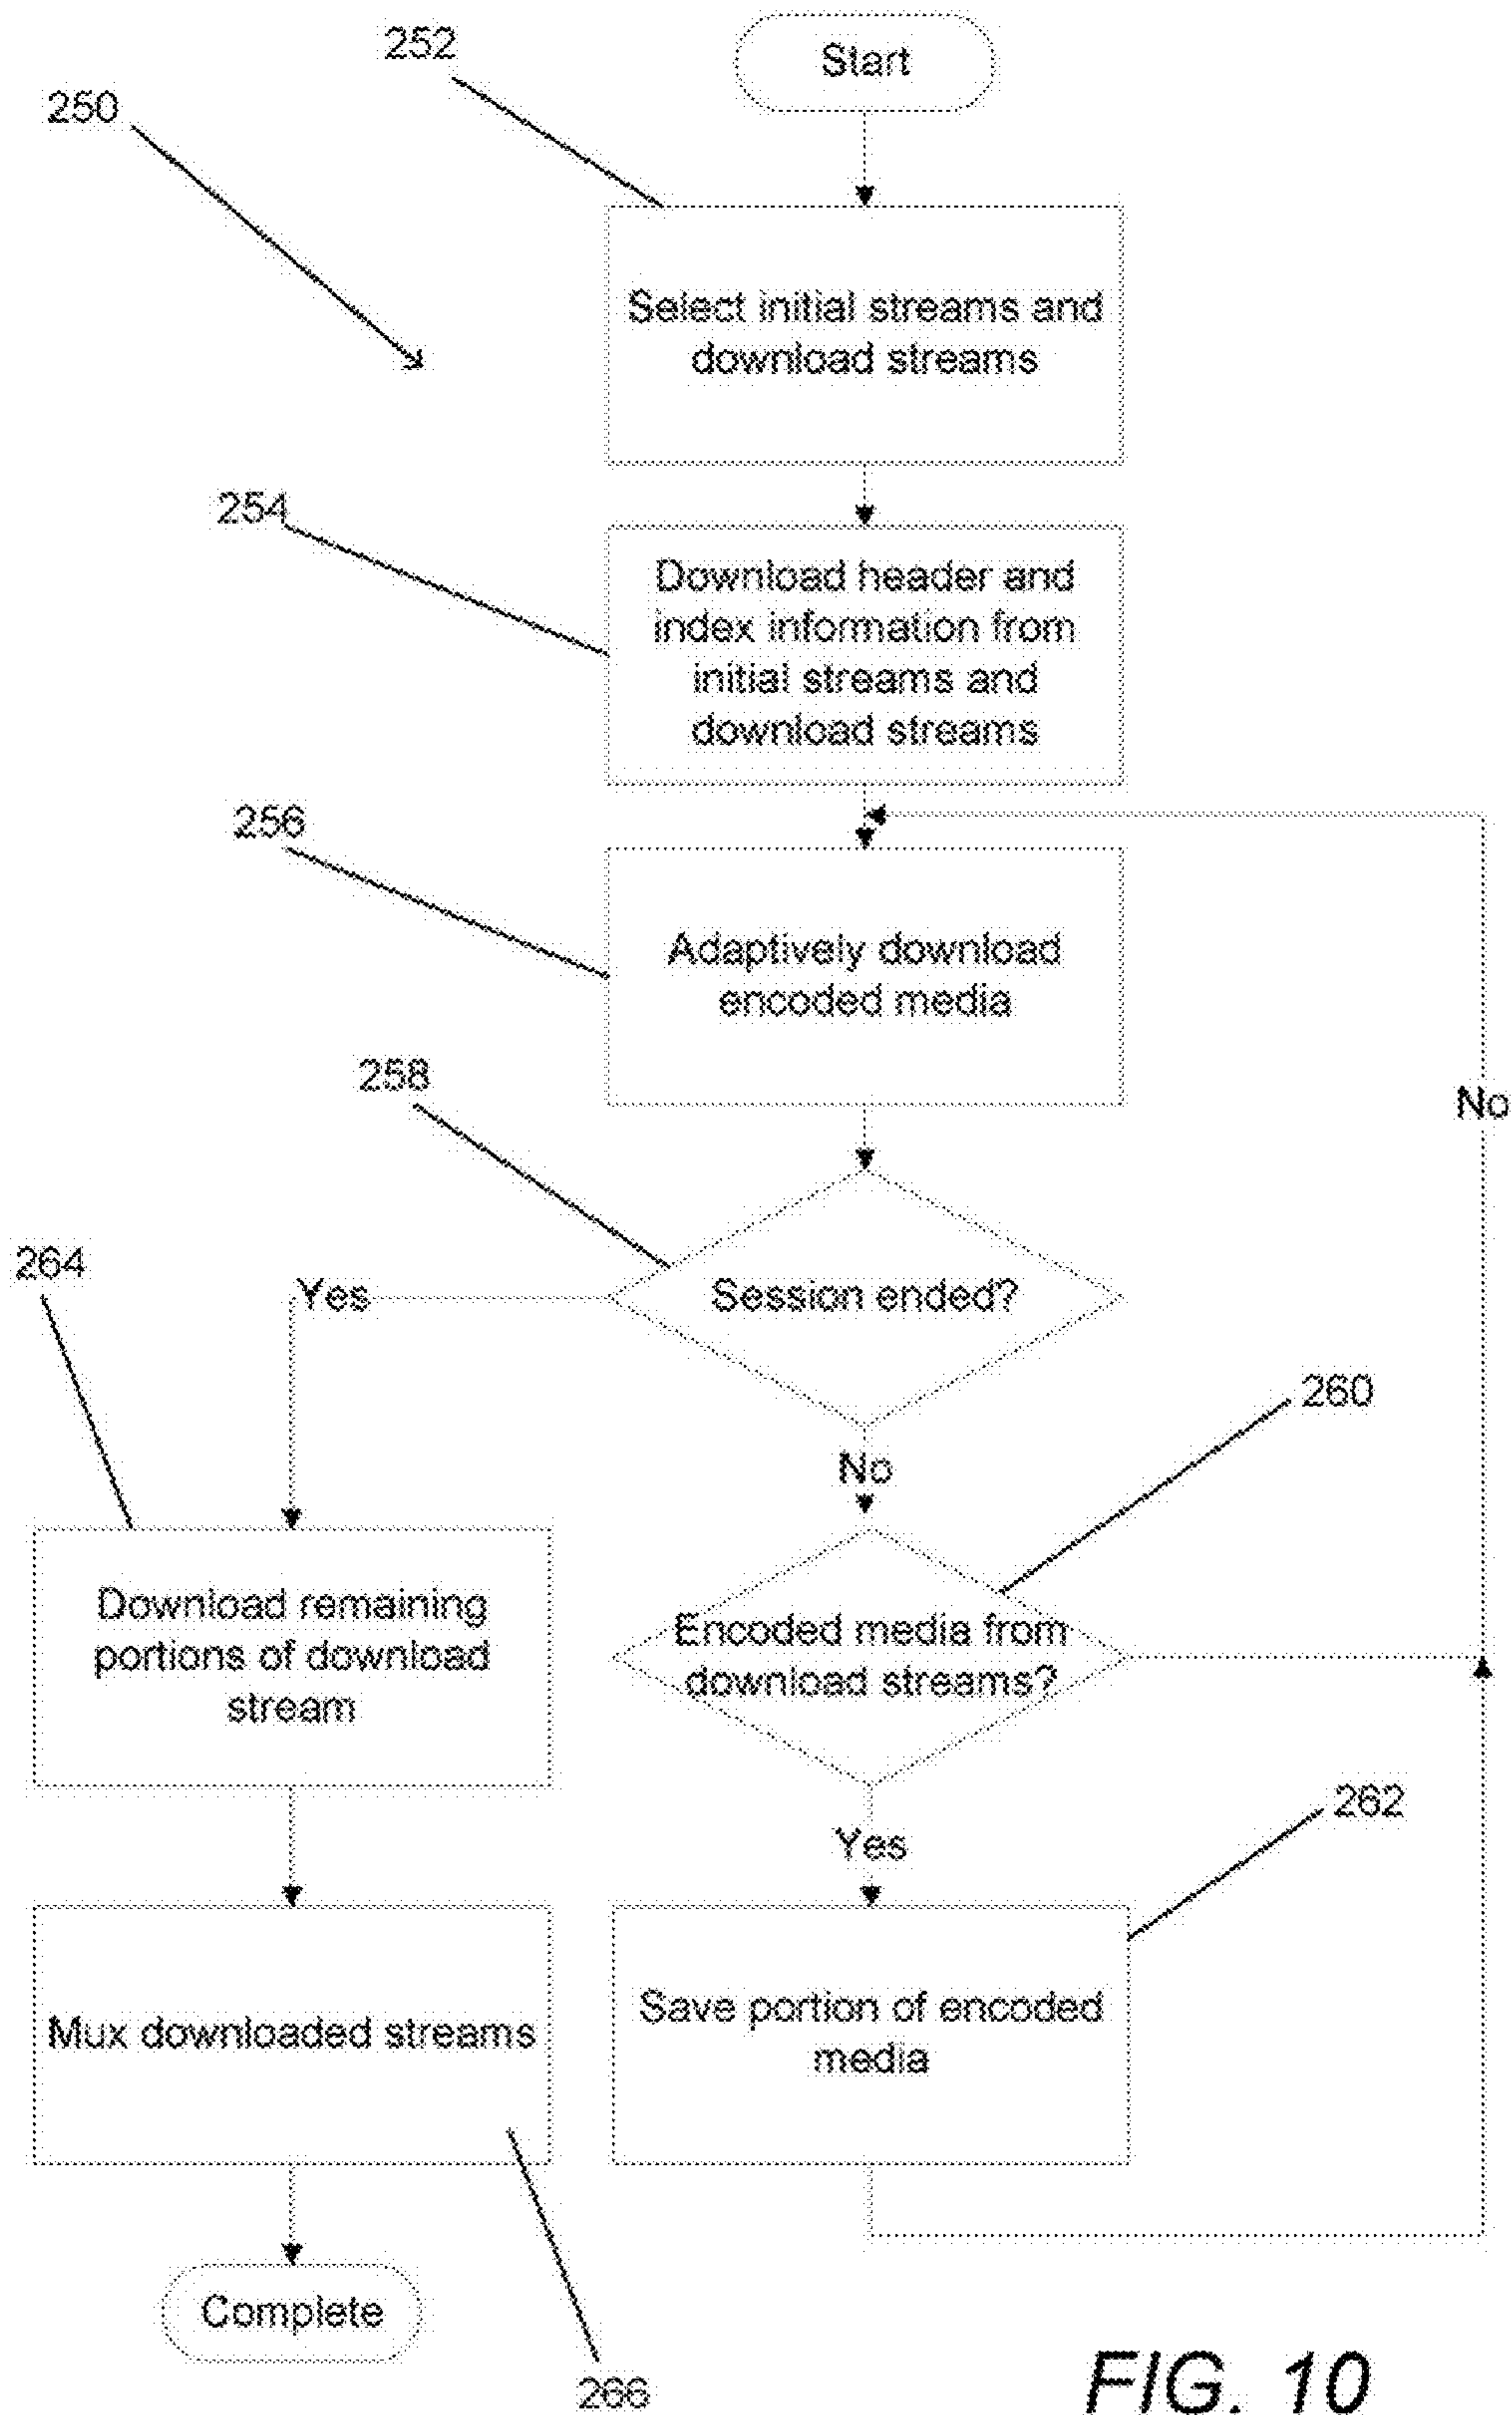 252
Start
250
Select initial streams and
download streams
254
Download header and
index information from
initial streams and
download streams
256
Adaptively download
encoded media
258
No
264
Yes
Session ended?
260
No
Download remaining
portions of download
stream
Encoded media from
download streams?
262
Yes
Mux downloaded streams
Save portion of encoded
media
Complete
266
FIG. 10